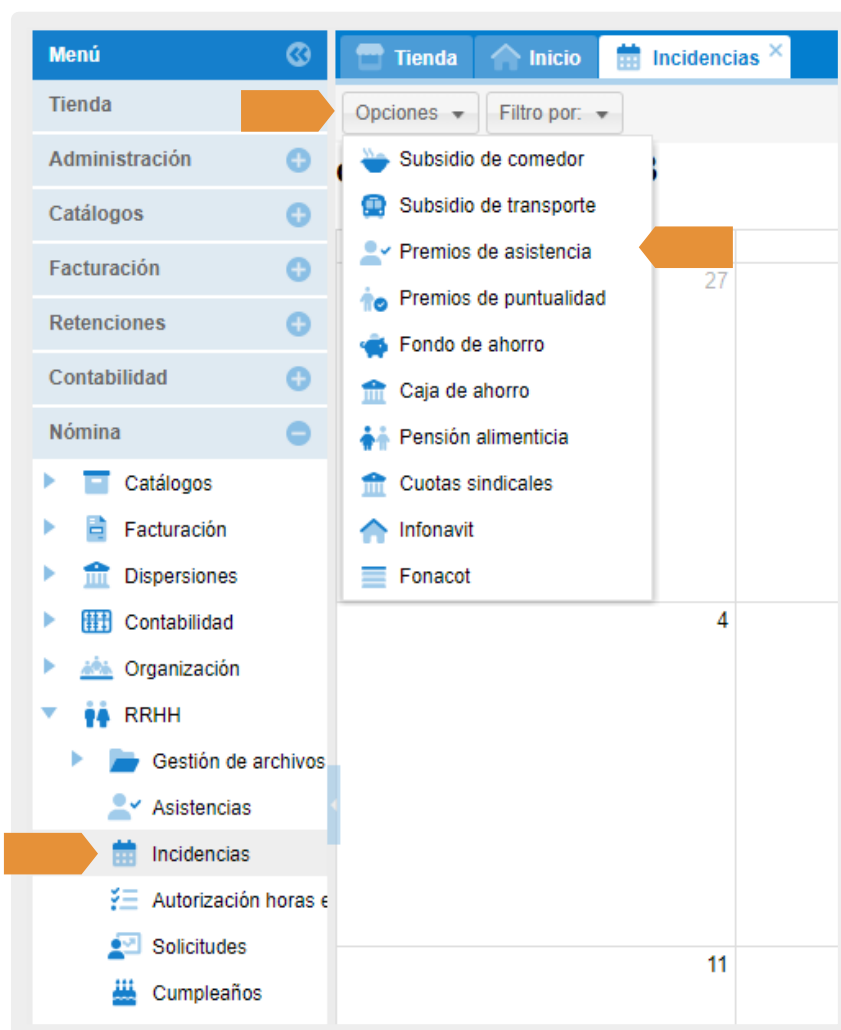 Menú
Tienda
Inicio
Incidencias
Tienda
Opciones
Filtro por:
Administración
Catálogos
Facturación
Retenciones
Contabilidad
Nómina
Catálogos
Facturación
Dispersiones
Contabilidad
Organización
RRHH
Gestión de archivos
Asistencias
Incidencias
Autorización horas e
Solicitudes
Cumpleaños
Subsidio de comedor
Subsidio de transporte
Premios de asistencia
Premios de puntualidad
Fondo de ahorro
Caja de ahorro
Pensión alimenticia
Cuotas sindicales
Infonavit
Fonacot
27
4
11